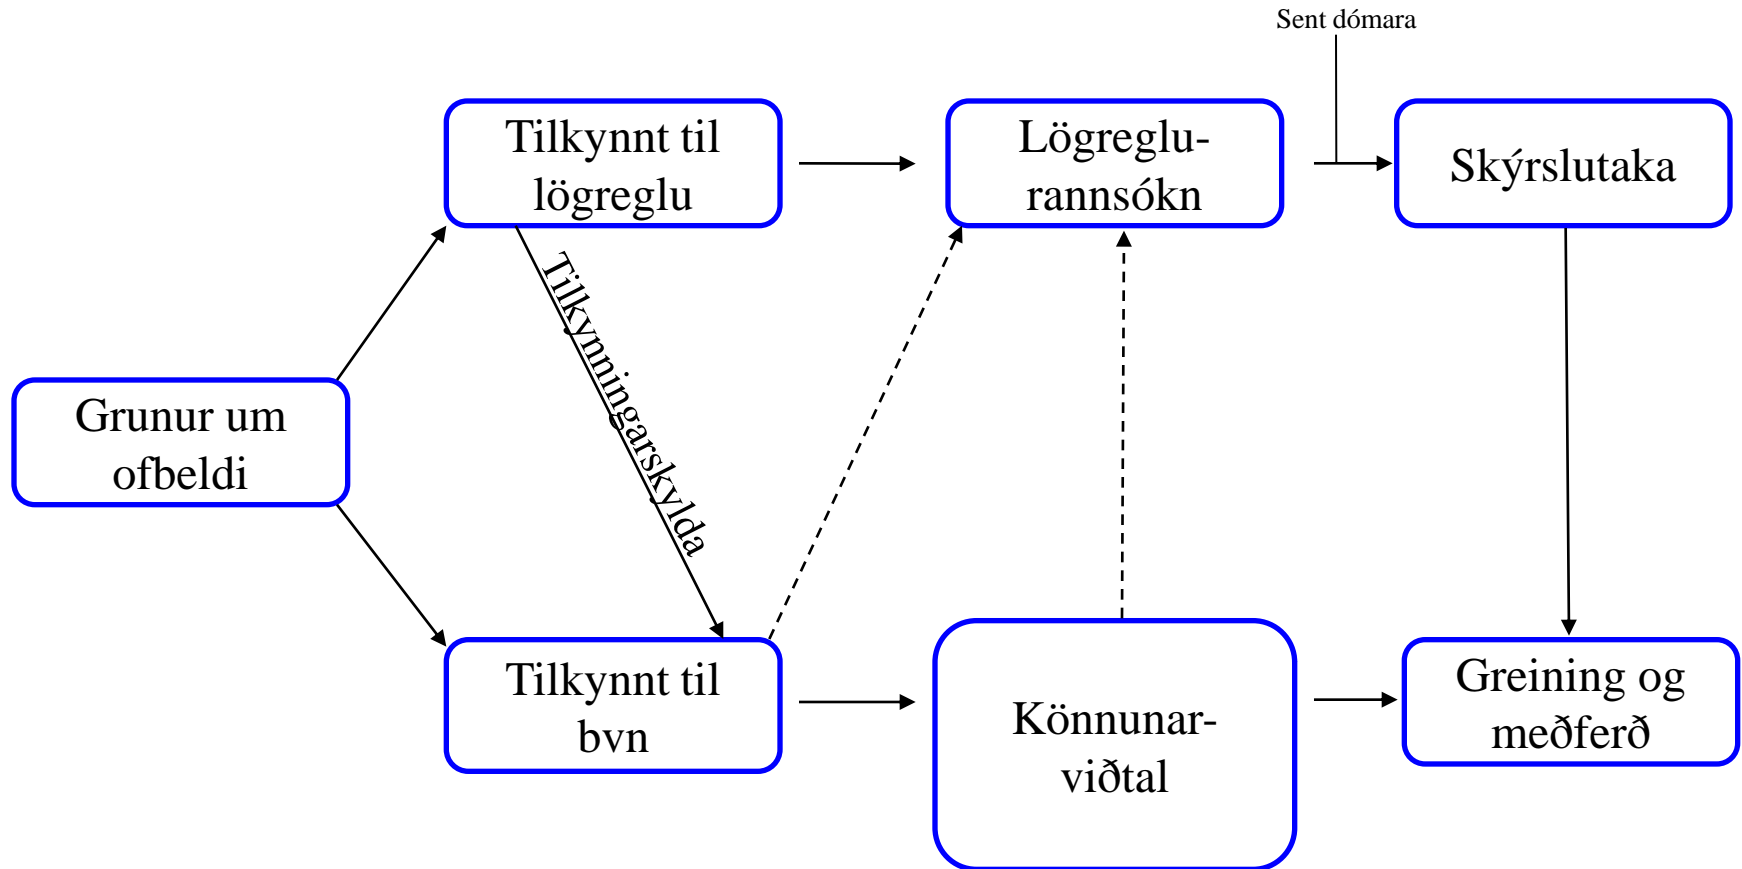 Sent dómara
Tilkynnt til
lögreglu
Lögreglu-
rannsókn
Skýrslutaka
Tilkynningarskylda
Grunur um
ofbeldi
Tilkynnt til
bvn
Könnunar-
viðtal
Greining og
meðferð